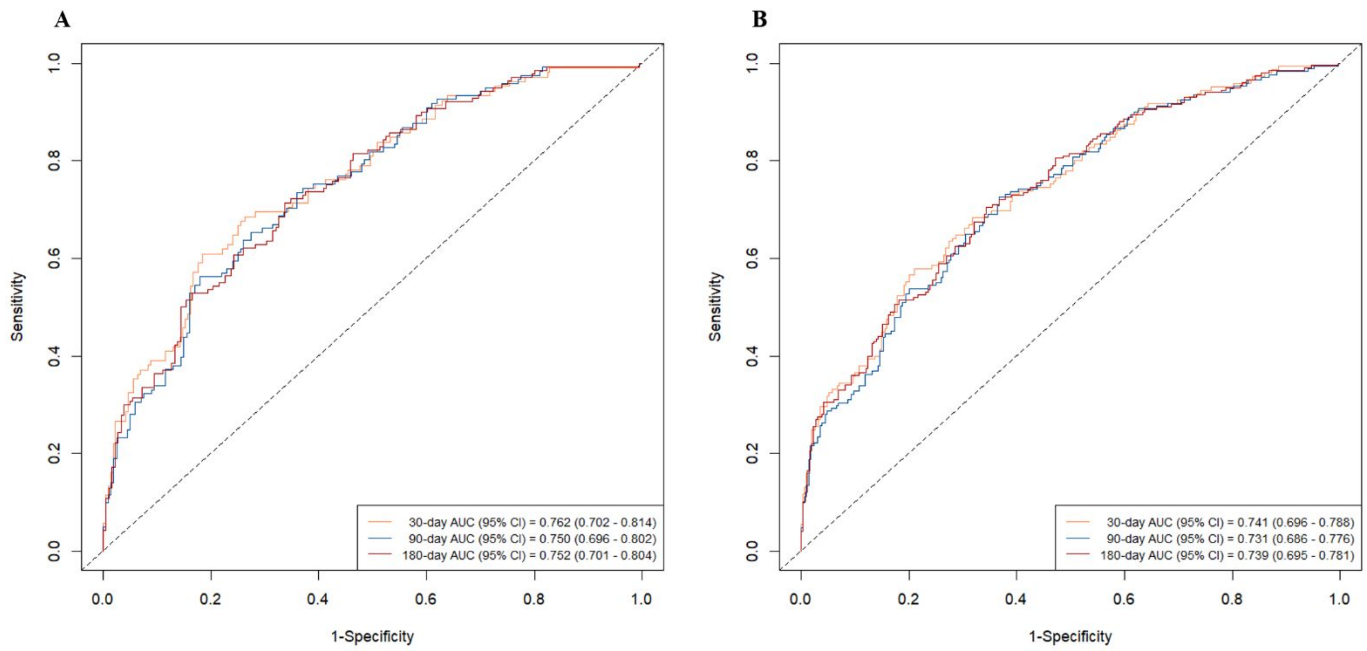 A
1.0
0.8
0.6
0.4
0.2
0.0
Sensitivity
30-day AUC (95% CI) = 0.762 (0.702 - 0.814)
90-day AUC (95% CI) = 0.750 (0.696 - 0.802)
180-day AUC (95% CI) = 0.752 (0.701 - 0.804)
0.0 0.2 0.4 0.6 0.8 1.0
1-Specificity
B
1.0
0.8
0.6
0.4
0.2
0.0
Sensitivity
30-day AUC (95% CI) = 0.741 (0.696 - 0.788)
90-day AUC (95% CI) = 0.731 (0.686 - 0.776)
180-day AUC (95% CI) = 0.739 (0.695 - 0.781)
0.0 0.2 0.4 0.6 0.8 1.0
1-Specificity